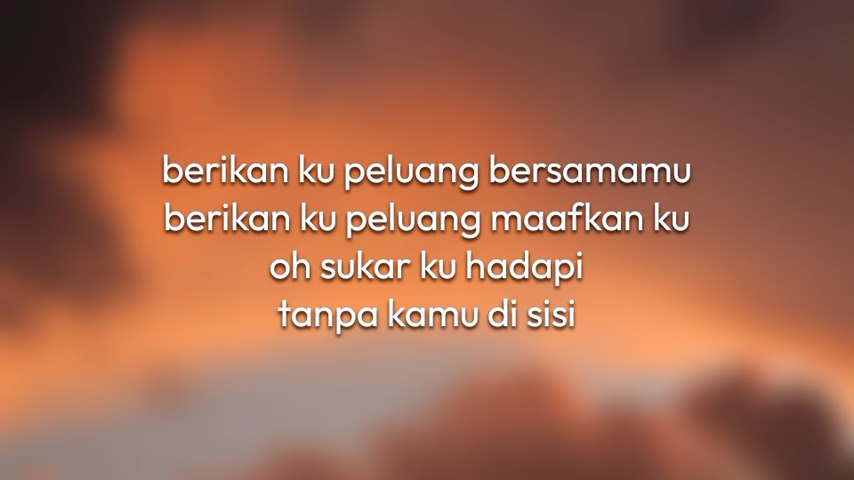 berikan ku peluang bersamamu
berikan ku peluang maafkan ku
oh sukar ku hadapi
tanpa kamu di sisi